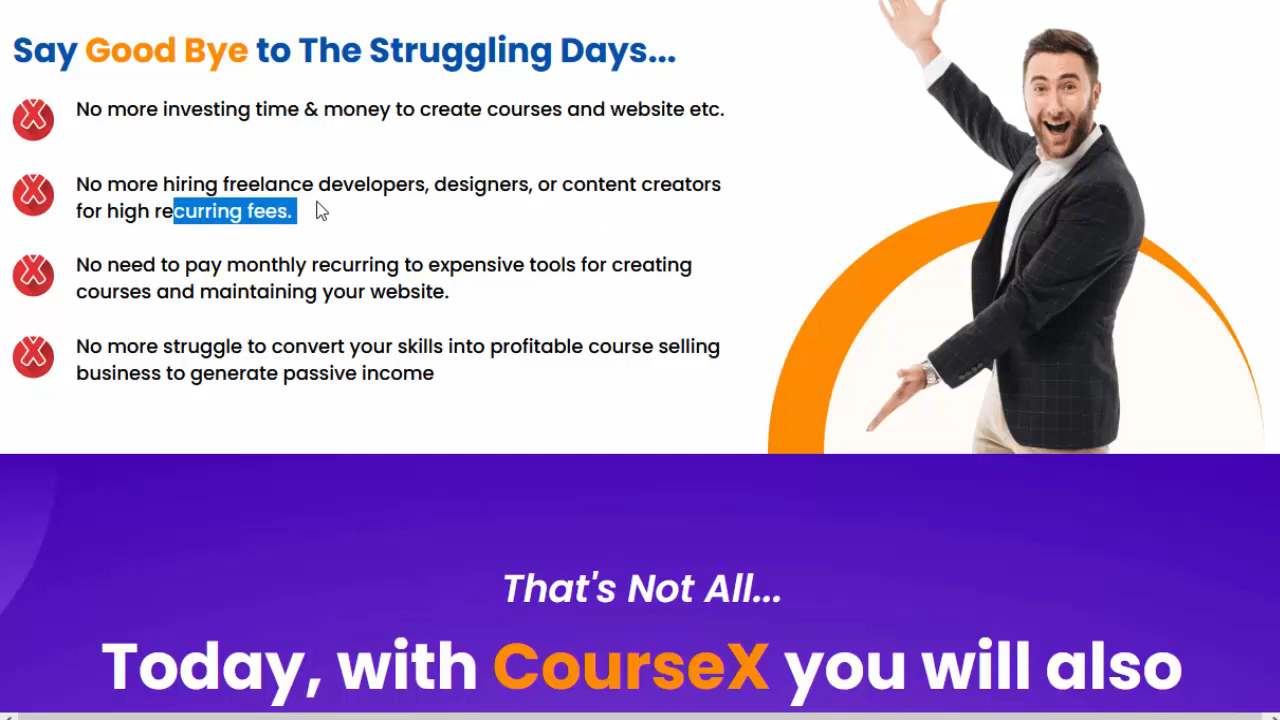 Say Good Bye to The Struggling Days...
No more investing time & money to create courses and website etc.
No more hiring freelance developers, designers, or content creators
for high recurring fees.
No need to pay monthly recurring to expensive tools for creating
courses and maintaining your website.
No more struggle to convert your skills into profitable course selling
business to generate passive income
That's Not All...
Today, with CourseX you will also